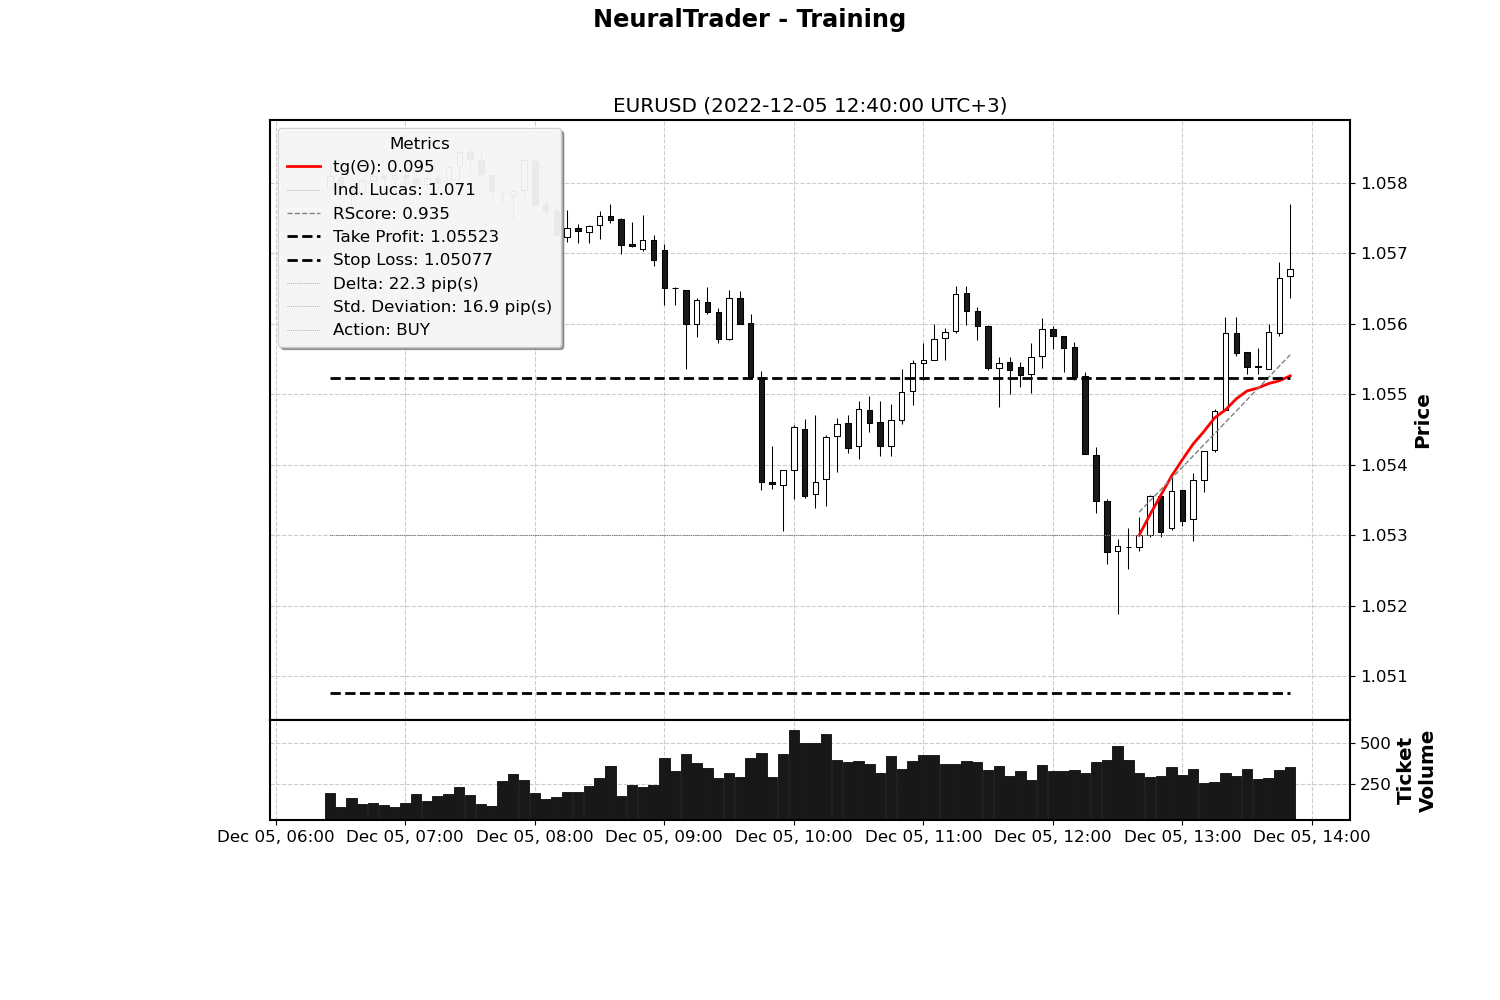 NeuralTrader - Training
EURUSD (2022-12-05 12:40:00 UTC+3)
Metrics
tg(Θ): 0.095
Ind. Lucas: 1.071
RScore: 0.935
Take Profit: 1.05523
Stop Loss: 1.05077
Delta: 22.3 pip(s)
Std. Deviation: 16.9 pip(s)
Action: BUY
1.058
1.057
1.056
1.055
1.054
1.053
1.052
1.051
Price
500
250
Ticket
Volume
Dec 05, 06:00 Dec 05, 07:00 Dec 05, 08:00 Dec 05, 09:00 Dec 05, 10:00 Dec 05, 11:00 Dec 05, 12:00 Dec 05, 13:00 Dec 05, 14:00